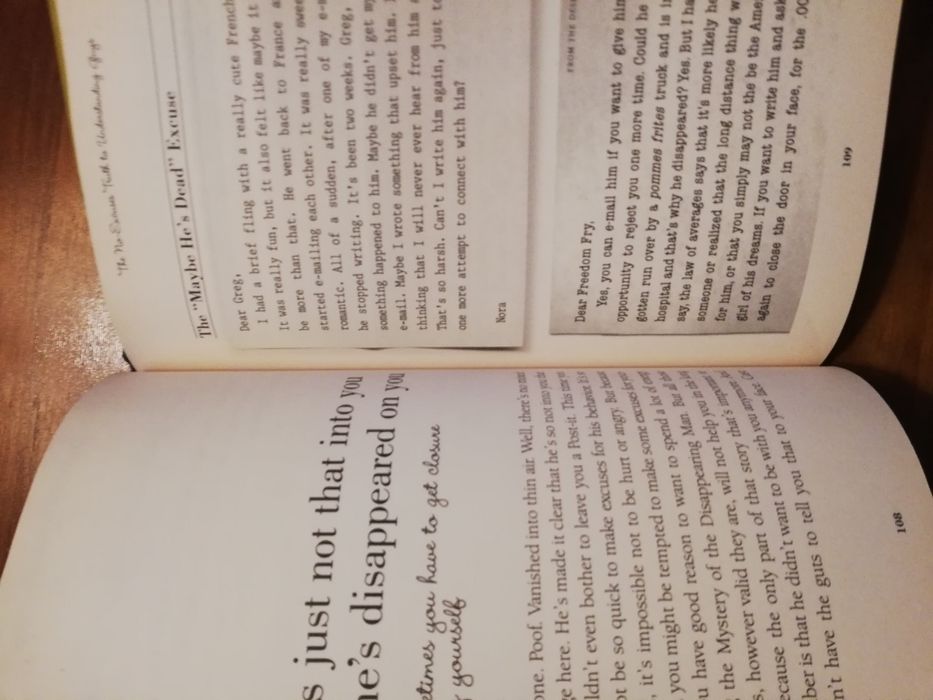 s just not that into you
he's disappeared on you
etimes you have to get closure
yourself
one. Poof. Vanished into thin air. Well, there's no
ge here. He's made it clear that he's so not into you
ldn't even bother to leave you a Post-it. This time
ot be so quick to make excuses for his behavior.
, it's impossible not to be hurt or angry. But
you might be tempted to make some excuses
u have good reason to want to spend a lot of
the Mystery of the Disappearing Man. But all
s, however valid they are, will not help you in the
ecause the only part of that story that's
ber is that he didn't want to be with you anymore.
n't have the guts to tell you that to your face.
108
The No-Excuses Truth to Understanding Guys
The "Maybe He's Dead" Excuse
Dear Greg,
I had a brief fling with a really cute French
It was really fun, but it also felt like maybe it
be more than that. He went back to France a
started e-mailing each other. It was really swee
romantic. All of a sudden, after one of my e-m
he stopped writing. It's been two weeks. Greg,
something happened to him. Maybe he didn't get my
e-mail. Maybe I wrote something that upset him. I
thinking that I will never ever hear from him a
That's so harsh. Can't I write him again, just to
one more attempt to connect with him?
Nora
FROM THE DESK
Dear Freedom Fry,
Yes, you can e-mail him if you want to give him
opportunity to reject you one more time. Could he
gotten run over by a pommes frites truck and is in
hospital and that's why he disappeared? Yes. But I ha
say, the law of averages says that it's more likely he
someone or realized that the long distance thing w
for him, or that you simply may not the be the Amer
girl of his dreams. If you want to write him and ask
again to close the door in your face, for the .00
109